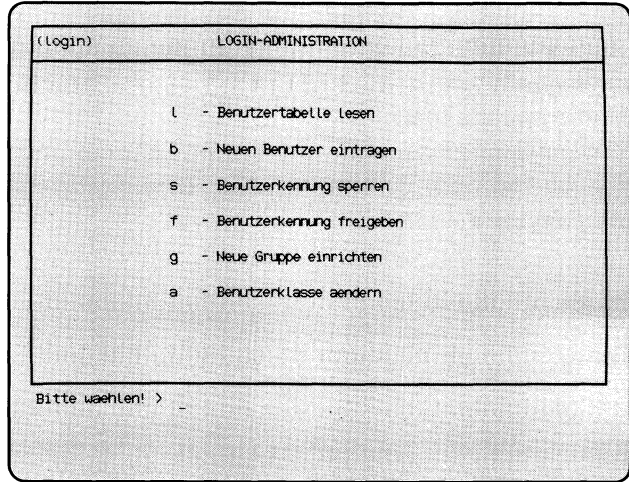 (login) LOGIN-ADMINISTRATION
l - Benutzertabelle lesen
b - Neuen Benutzer eintragen
s - Benutzerkennung sperren
f - Benutzerkennung freigeben
g - Neue Gruppe einrichten
a - Benutzerklasse aendern
Bitte waehlen! > _